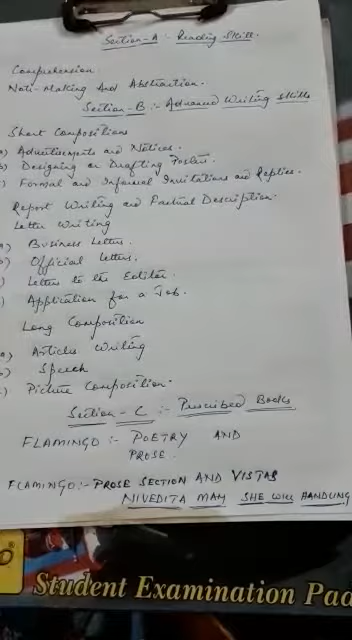 Section-A :- Reading Skill.
Comprehension
Note-Making And Abstraction.
Section-B :- Advanced Writing skills
Short Compositions
a) Advertisements and Notices.
b) Designing or Drafting Posters.
) Formal and Informal Invitations and Replies.
Report Writing and Factual Description.
Letter Writing
a) Business Letters.
b) Official Letters.
) Letters to the Editor.
) Application for a Job.
Long Composition
a) Articles Writing
b) Speech
c) Picture Composition.
Section-C :- Prescribed Books
FLAMINGO :- POETRY AND
PROSE.
FLAMINGO :- PROSE SECTION AND VISTAS
NIVEDITA MAM SHE WILL HANDLING
Student Examination Pad